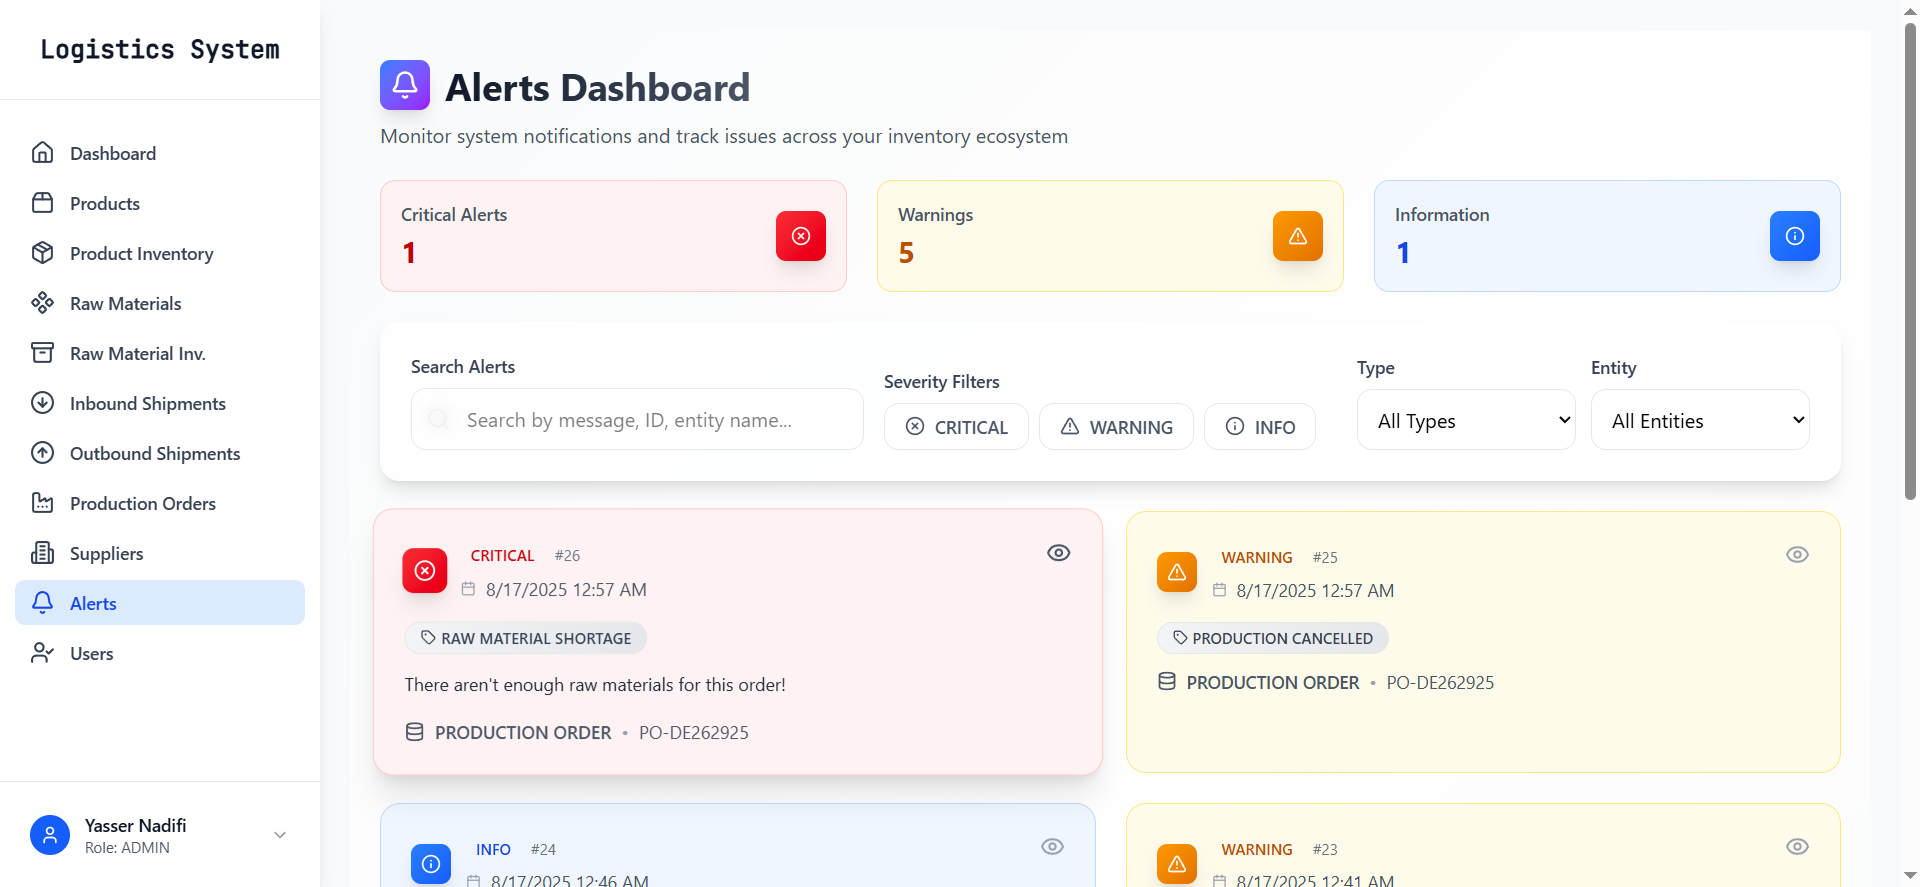 Logistics System
Dashboard
Products
Product Inventory
Raw Materials
Raw Material Inv.
Inbound Shipments
Outbound Shipments
Production Orders
Suppliers
Alerts
Users
Yasser Nadifi
Role: ADMIN
Alerts Dashboard
Monitor system notifications and track issues across your inventory ecosystem
Critical Alerts
1
Warnings
5
Information
1
Search Alerts
Search by message, ID, entity name...
Severity Filters
CRITICAL
WARNING
INFO
Type
All Types
Entity
All Entities
CRITICAL #26
8/17/2025 12:57 AM
RAW MATERIAL SHORTAGE
There aren't enough raw materials for this order!
PRODUCTION ORDER • PO-DE262925
WARNING #25
8/17/2025 12:57 AM
PRODUCTION CANCELLED
PRODUCTION ORDER • PO-DE262925
INFO #24
8/17/2025 12:46 AM
WARNING #23
8/17/2025 12:41 AM